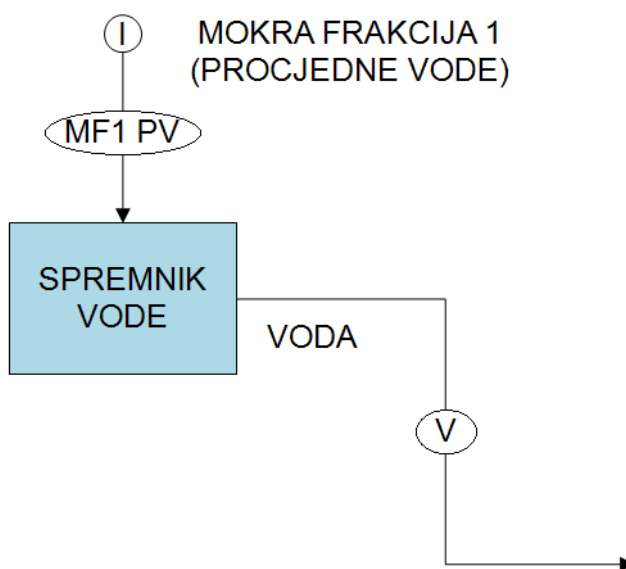 I
MOKRA FRAKCIJA 1
(PROCJEDNE VODE)
MF1 PV
SPREMNIK
VODE
VODA
V